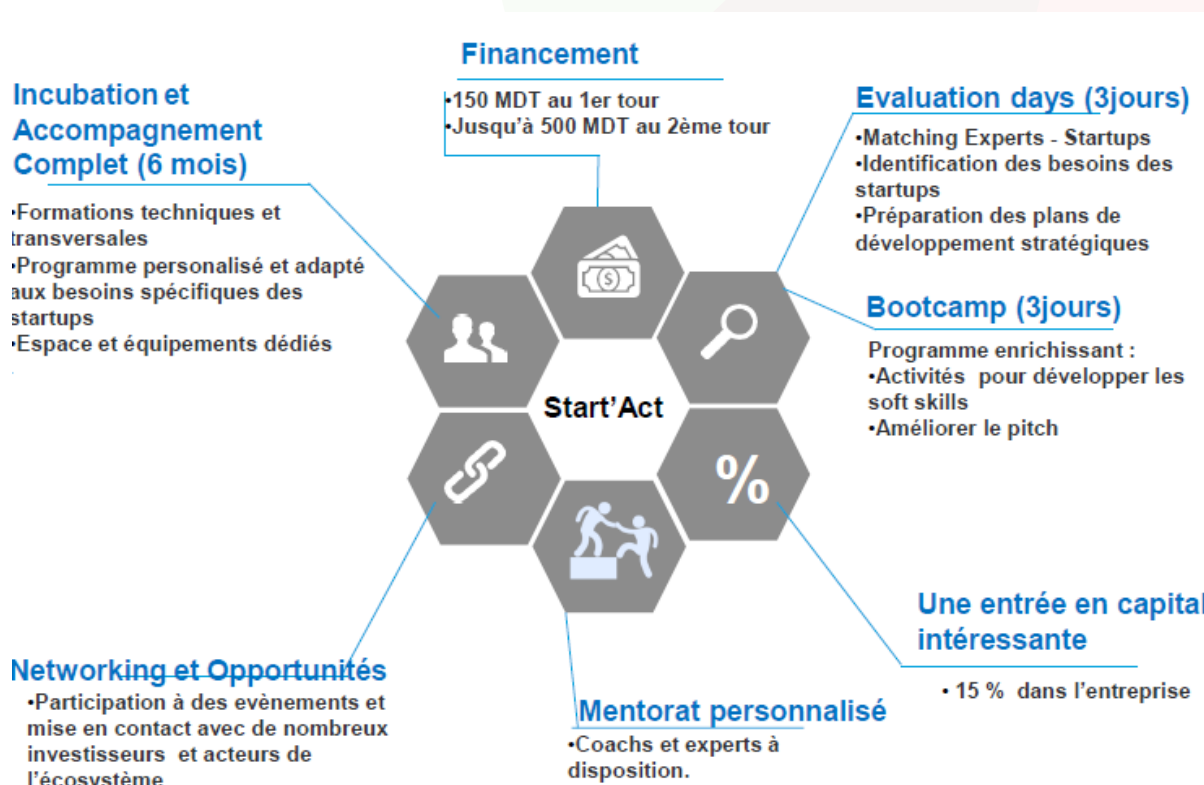 Financement
•150 MDT au 1er tour
•Jusqu'à 500 MDT au 2ème tour
Incubation et
Accompagnement
Complet (6 mois)
•Formations techniques et
transversales
•Programme personalisé et adapté
aux besoins spécifiques des
startups
•Espace et équipements dédiés
Evaluation days (3jours)
•Matching Experts - Startups
•Identification des besoins des
startups
•Préparation des plans de
développement stratégiques
Bootcamp (3jours)
Programme enrichissant :
•Activités pour développer les
soft skills
•Améliorer le pitch
Start'Act
%
Une entrée en capital
intéressante
• 15 % dans l'entreprise
Networking et Opportunités
•Participation à des evènements et
mise en contact avec de nombreux
investisseurs et acteurs de
l'écosystème
Mentorat personnalisé
•Coachs et experts à
disposition.